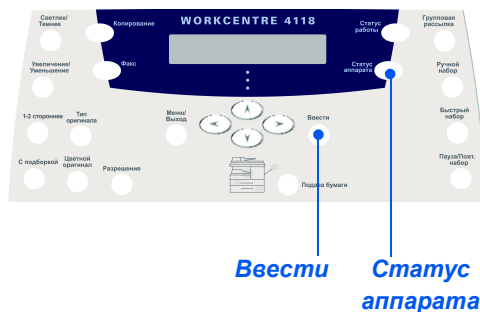 Светлее/
Темнее
Копирование
WORKCENTRE 4118
Статус
работы
Групповая
рассылка
Увеличение/
Уменьшение
Факс
Статус
аппарата
Ручной
набор
1-2 стороннее
Тип
оригинала
Меню/
Выход
Ввести
Быстрый
набор
С подборкой
Цветной
оригинал
Разрешение
Подача бумаги
Пауза/Повт.
набор
Ввести
Статус
аппарата